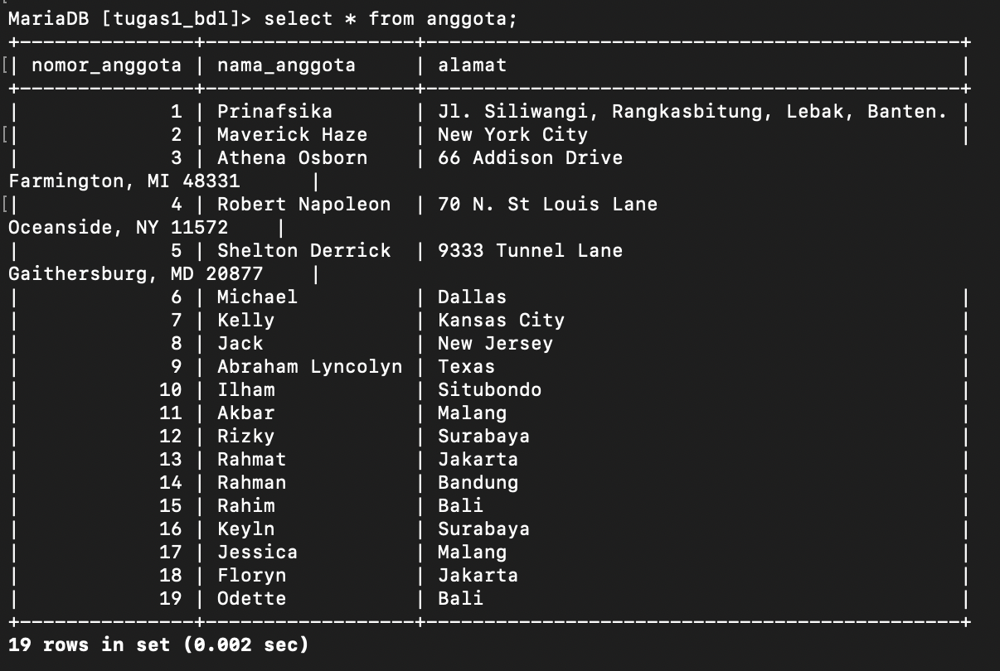 MariaDB [tugas1_bdl]> select * from anggota;
+----------------+------------------+----------------------------------------------+
[| nomor_anggota | nama_anggota     | alamat                                       |
+----------------+------------------+----------------------------------------------+
|              1 | Prinafsika       | Jl. Siliwangi, Rangkasbitung, Lebak, Banten. |
[|             2 | Maverick Haze    | New York City                                |
|              3 | Athena Osborn    | 66 Addison Drive
Farmington, MI 48331      |
[|             4 | Robert Napoleon  | 70 N. St Louis Lane
Oceanside, NY 11572    |
|              5 | Shelton Derrick  | 9333 Tunnel Lane
Gaithersburg, MD 20877    |
|              6 | Michael          | Dallas                                       |
|              7 | Kelly            | Kansas City                                  |
|              8 | Jack             | New Jersey                                   |
|              9 | Abraham Lyncolyn | Texas                                        |
|             10 | Ilham            | Situbondo                                    |
|             11 | Akbar            | Malang                                       |
|             12 | Rizky            | Surabaya                                     |
|             13 | Rahmat           | Jakarta                                      |
|             14 | Rahman           | Bandung                                      |
|             15 | Rahim            | Bali                                         |
|             16 | Keyln            | Surabaya                                     |
|             17 | Jessica          | Malang                                       |
|             18 | Floryn           | Jakarta                                      |
|             19 | Odette           | Bali                                         |
+----------------+------------------+----------------------------------------------+
19 rows in set (0.002 sec)